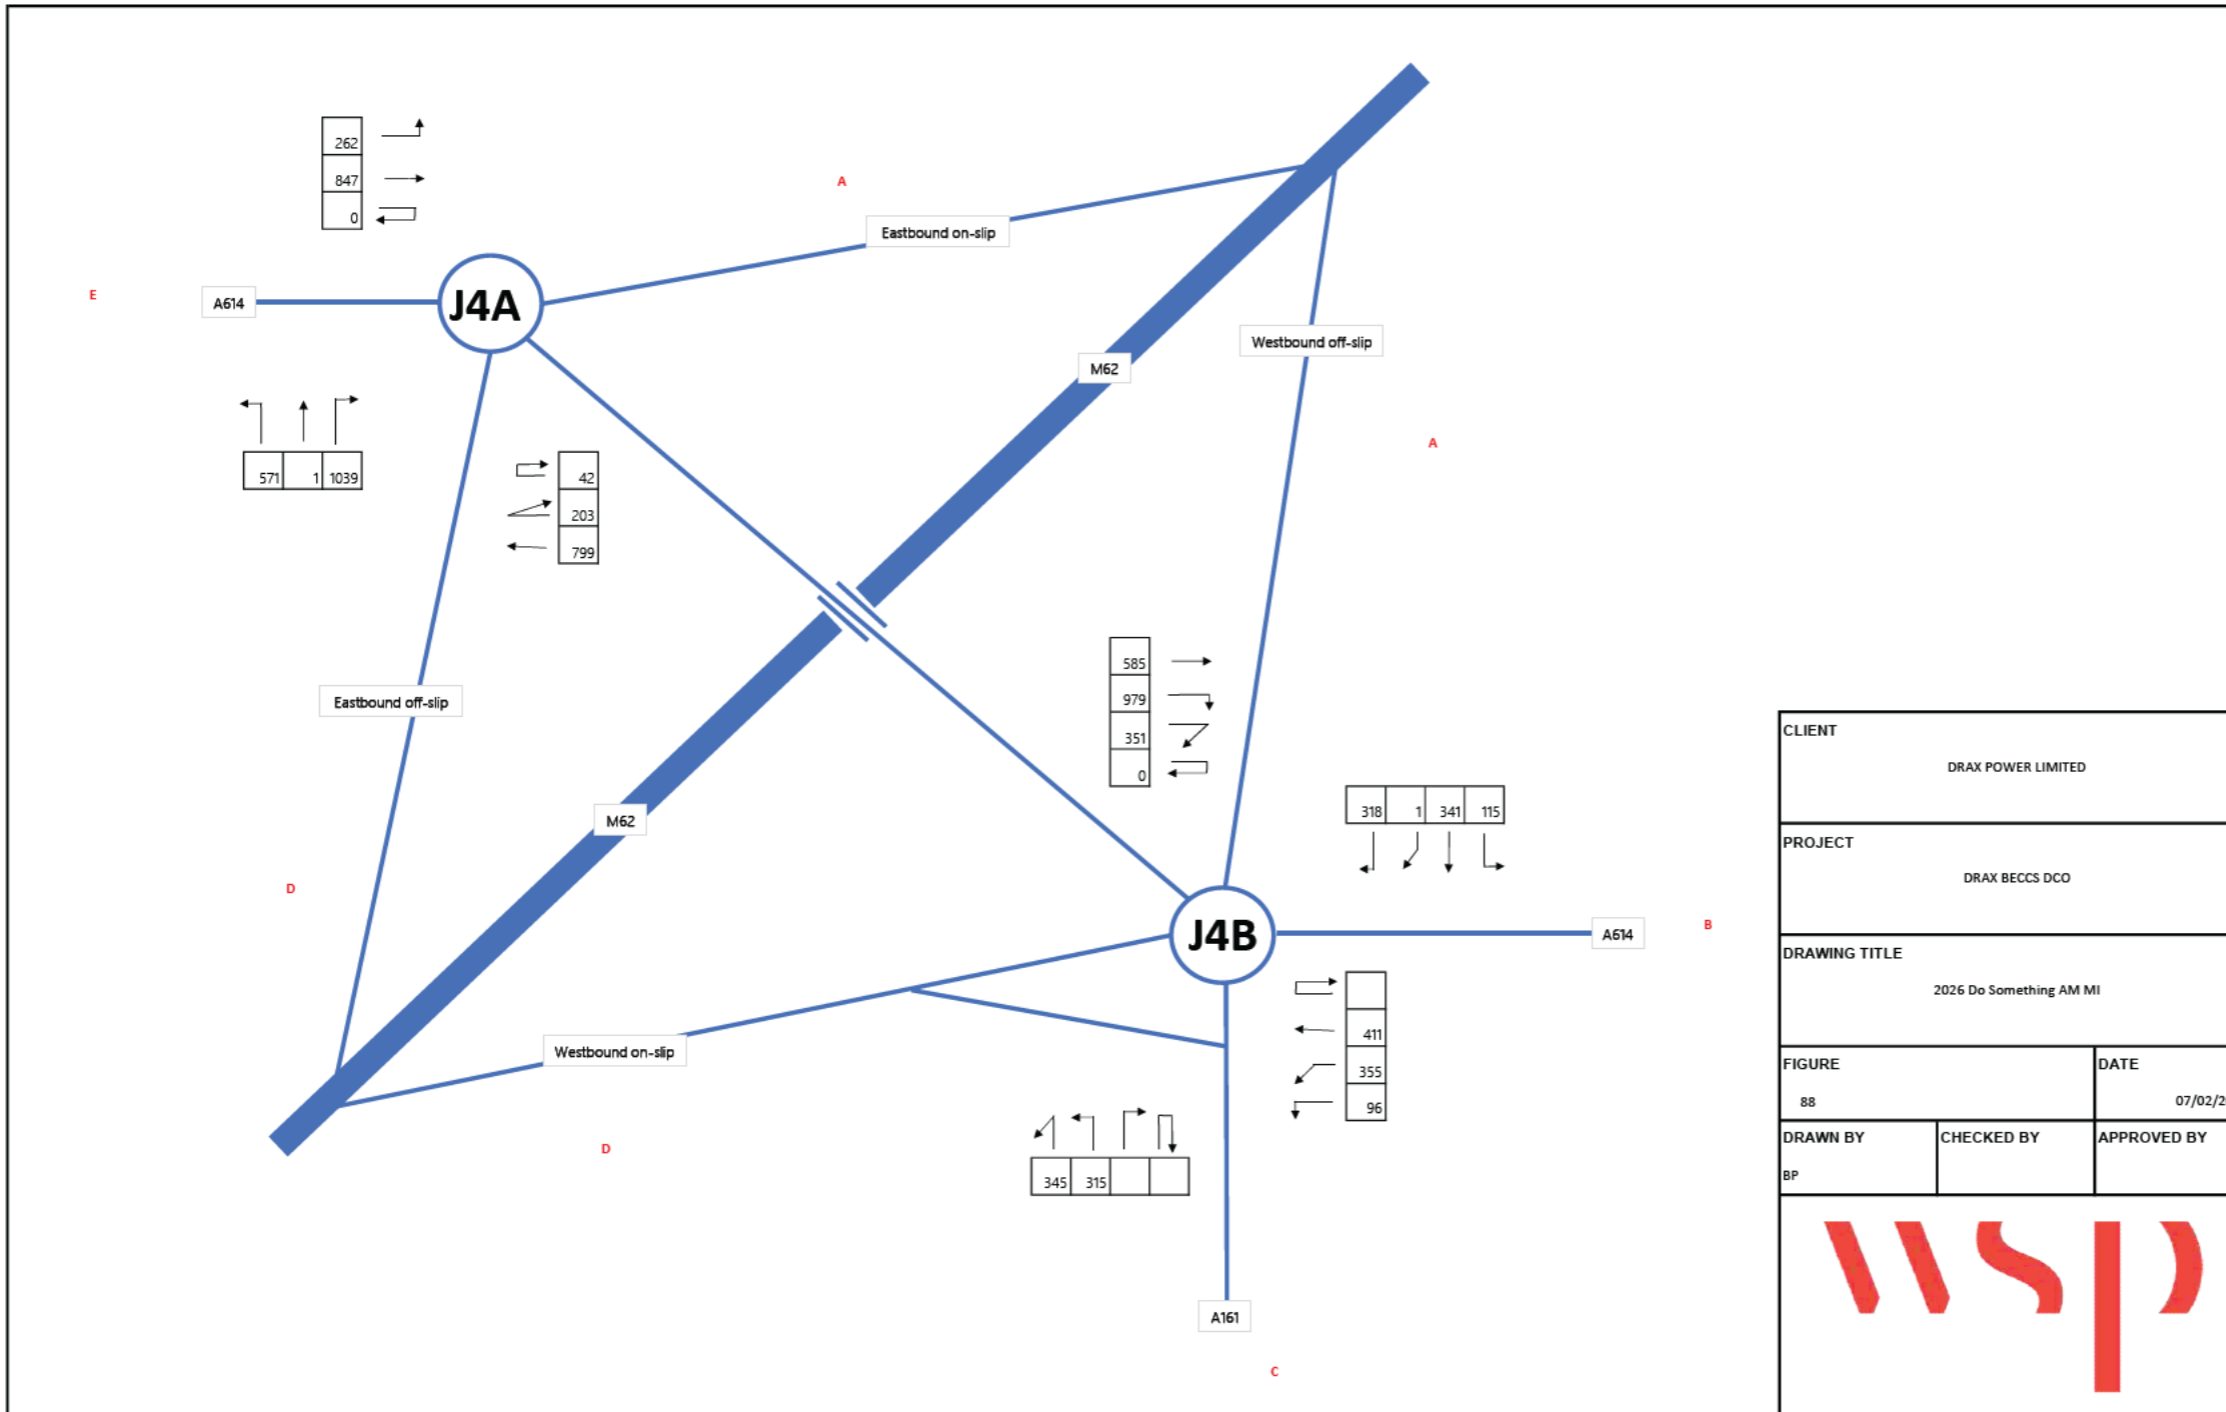 262
847
0
A
Eastbound on-slip
E
A614
J4A
Westbound off-slip
M62
A
571 1 1039
42
203
799
585
979
351
0
Eastbound off-slip
M62
318 1 341 115
D
J4B
A614
B
411
355
96
Westbound on-slip
D
345 315
A161
C
CLIENT
DRAX POWER LIMITED
PROJECT
DRAX BECCS DCO
DRAWING TITLE
2026 Do Something AM MI
FIGURE
88
DATE
07/02/2
DRAWN BY
BP
CHECKED BY
APPROVED BY
wsp